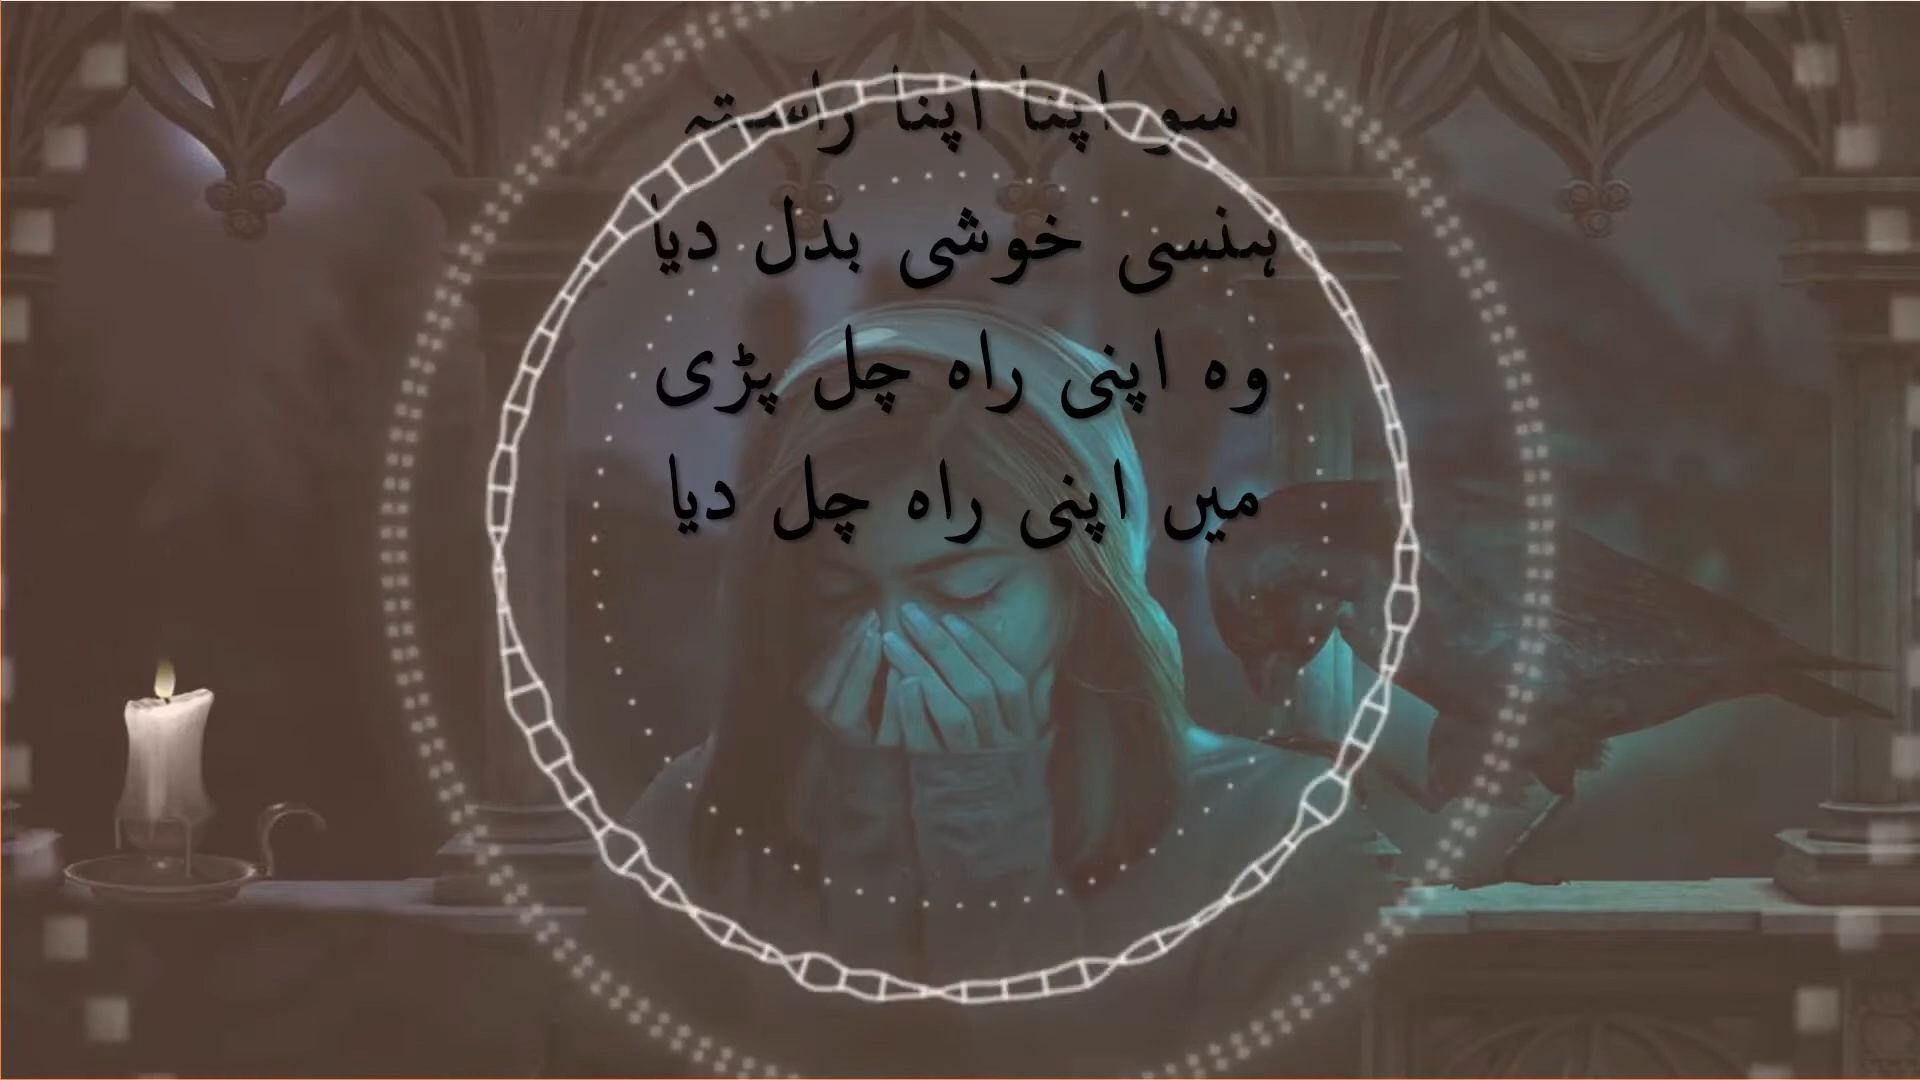 سو اپنا اپنا راستہ
ہنسی خوشی بدل دیا
وہ اپنی راہ چل پڑی
میں اپنی راہ چل دیا